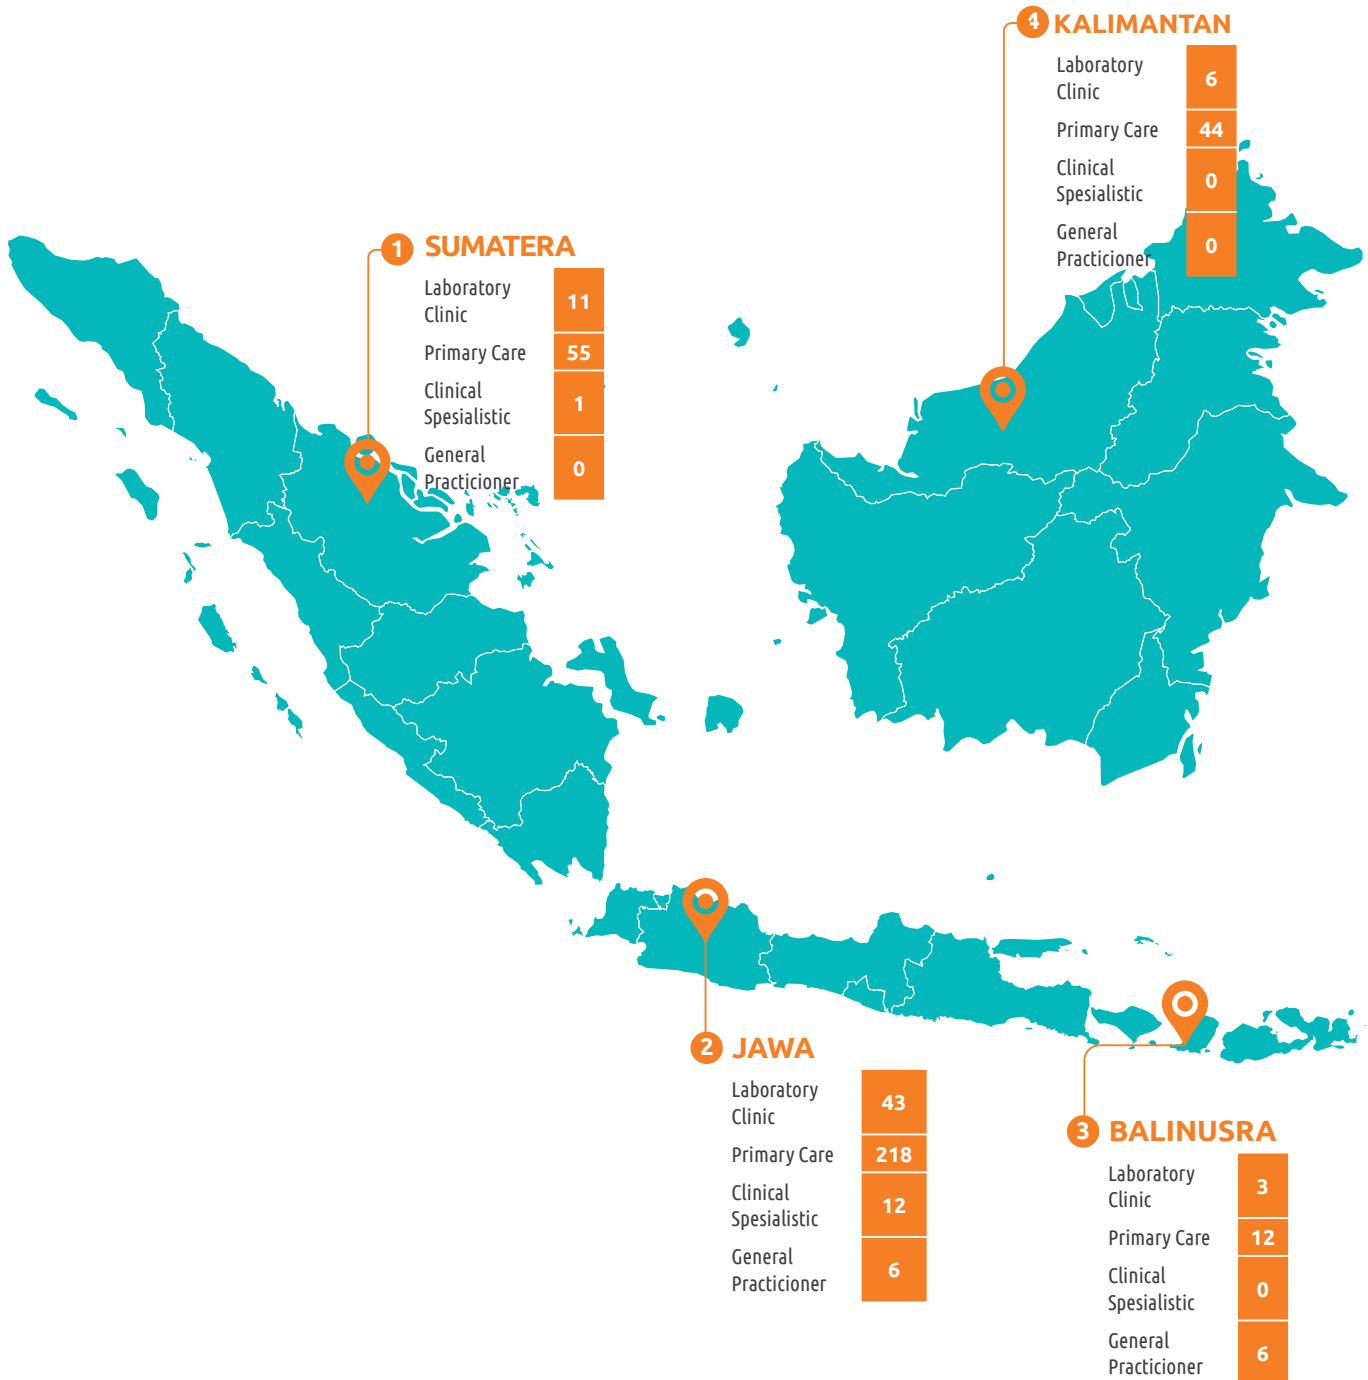 4 KALIMANTAN
Laboratory
Clinic
6
Primary Care 44
Clinical
Spesialistic
0
General
Practicioner
0
1 SUMATERA
Laboratory
Clinic
11
Primary Care 55
Clinical
Spesialistic
1
General
Practicioner
0
2 JAWA
Laboratory
Clinic
43
Primary Care 218
Clinical
Spesialistic
12
General
Practicioner
6
3 BALINUSRA
Laboratory
Clinic
3
Primary Care 12
Clinical
Spesialistic
0
General
Practicioner
6